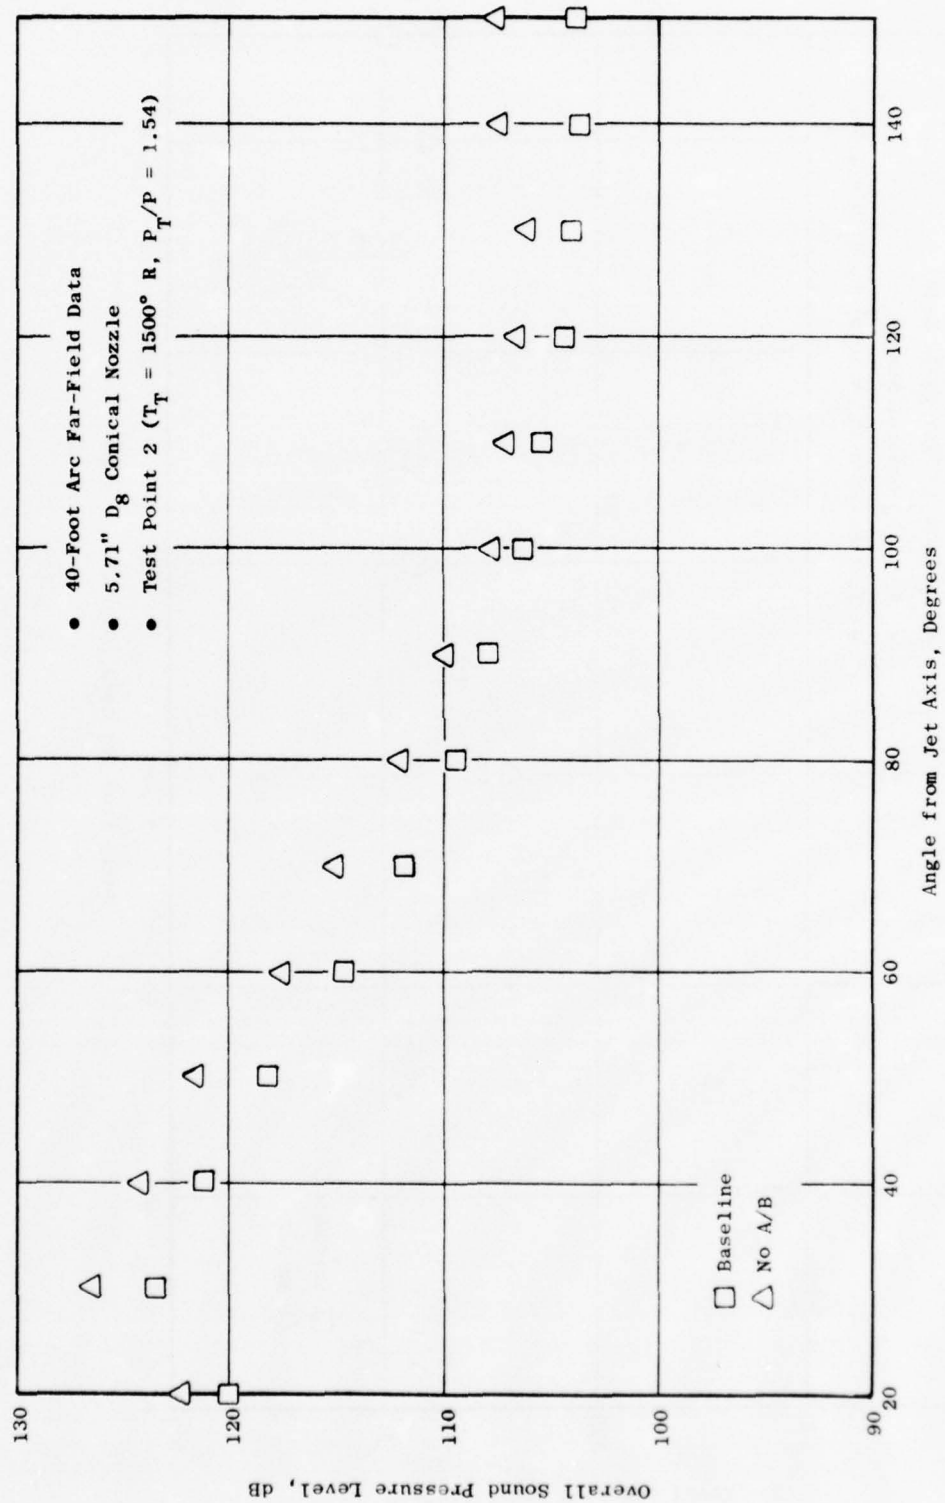 • 40-Foot Arc Far-Field Data
• 5.71" D8 Conical Nozzle
• Test Point 2 (TT = 1500° R, PT/P = 1.54)
Overall Sound Pressure Level, dB
130
120
110
100
90
□ Baseline
△ No A/B
20
40
60
80
100
120
140
Angle from Jet Axis, Degrees